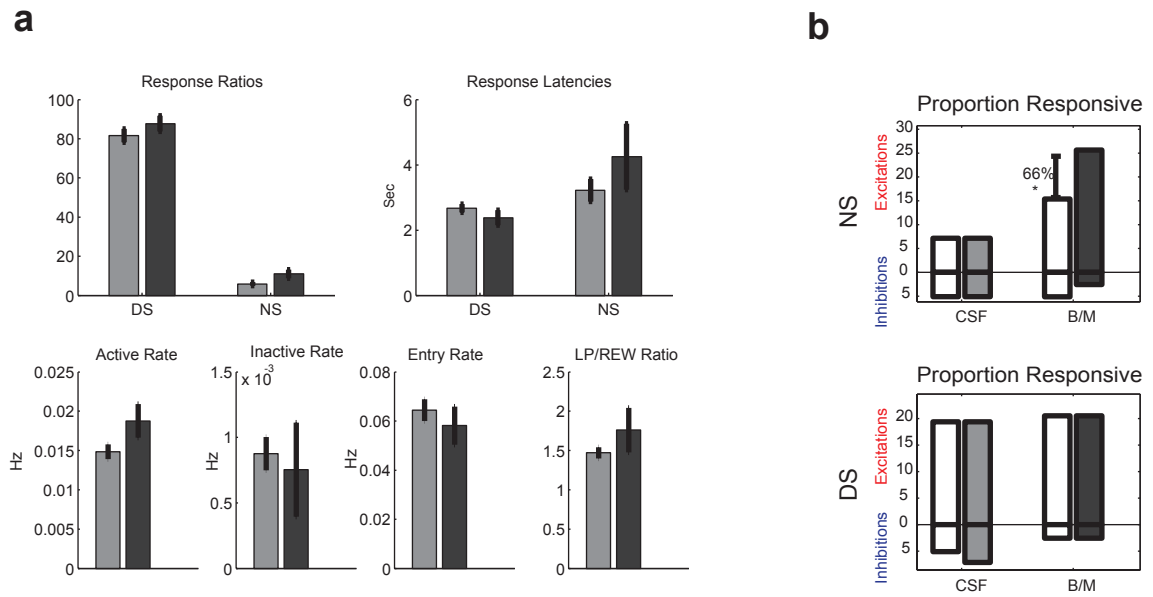 a
b
Response Ratios
100
80
60
40
20
0
DS NS
Response Latencies
Sec
6
4
2
0
DS NS
Active Rate
Hz
0.025
0.02
0.015
0.01
0.005
0
Inactive Rate
x 10-3
Hz
1.5
1
0.5
0
Entry Rate
Hz
0.08
0.06
0.04
0.02
0
LP/REW Ratio
2.5
2
1.5
1
0.5
0
Proportion Responsive
NS
Excitations
Inhibitions
30
25
20
15
10
5
0
5
66%
*
CSF B/M
Proportion Responsive
DS
Excitations
Inhibitions
20
15
10
5
0
5
CSF B/M